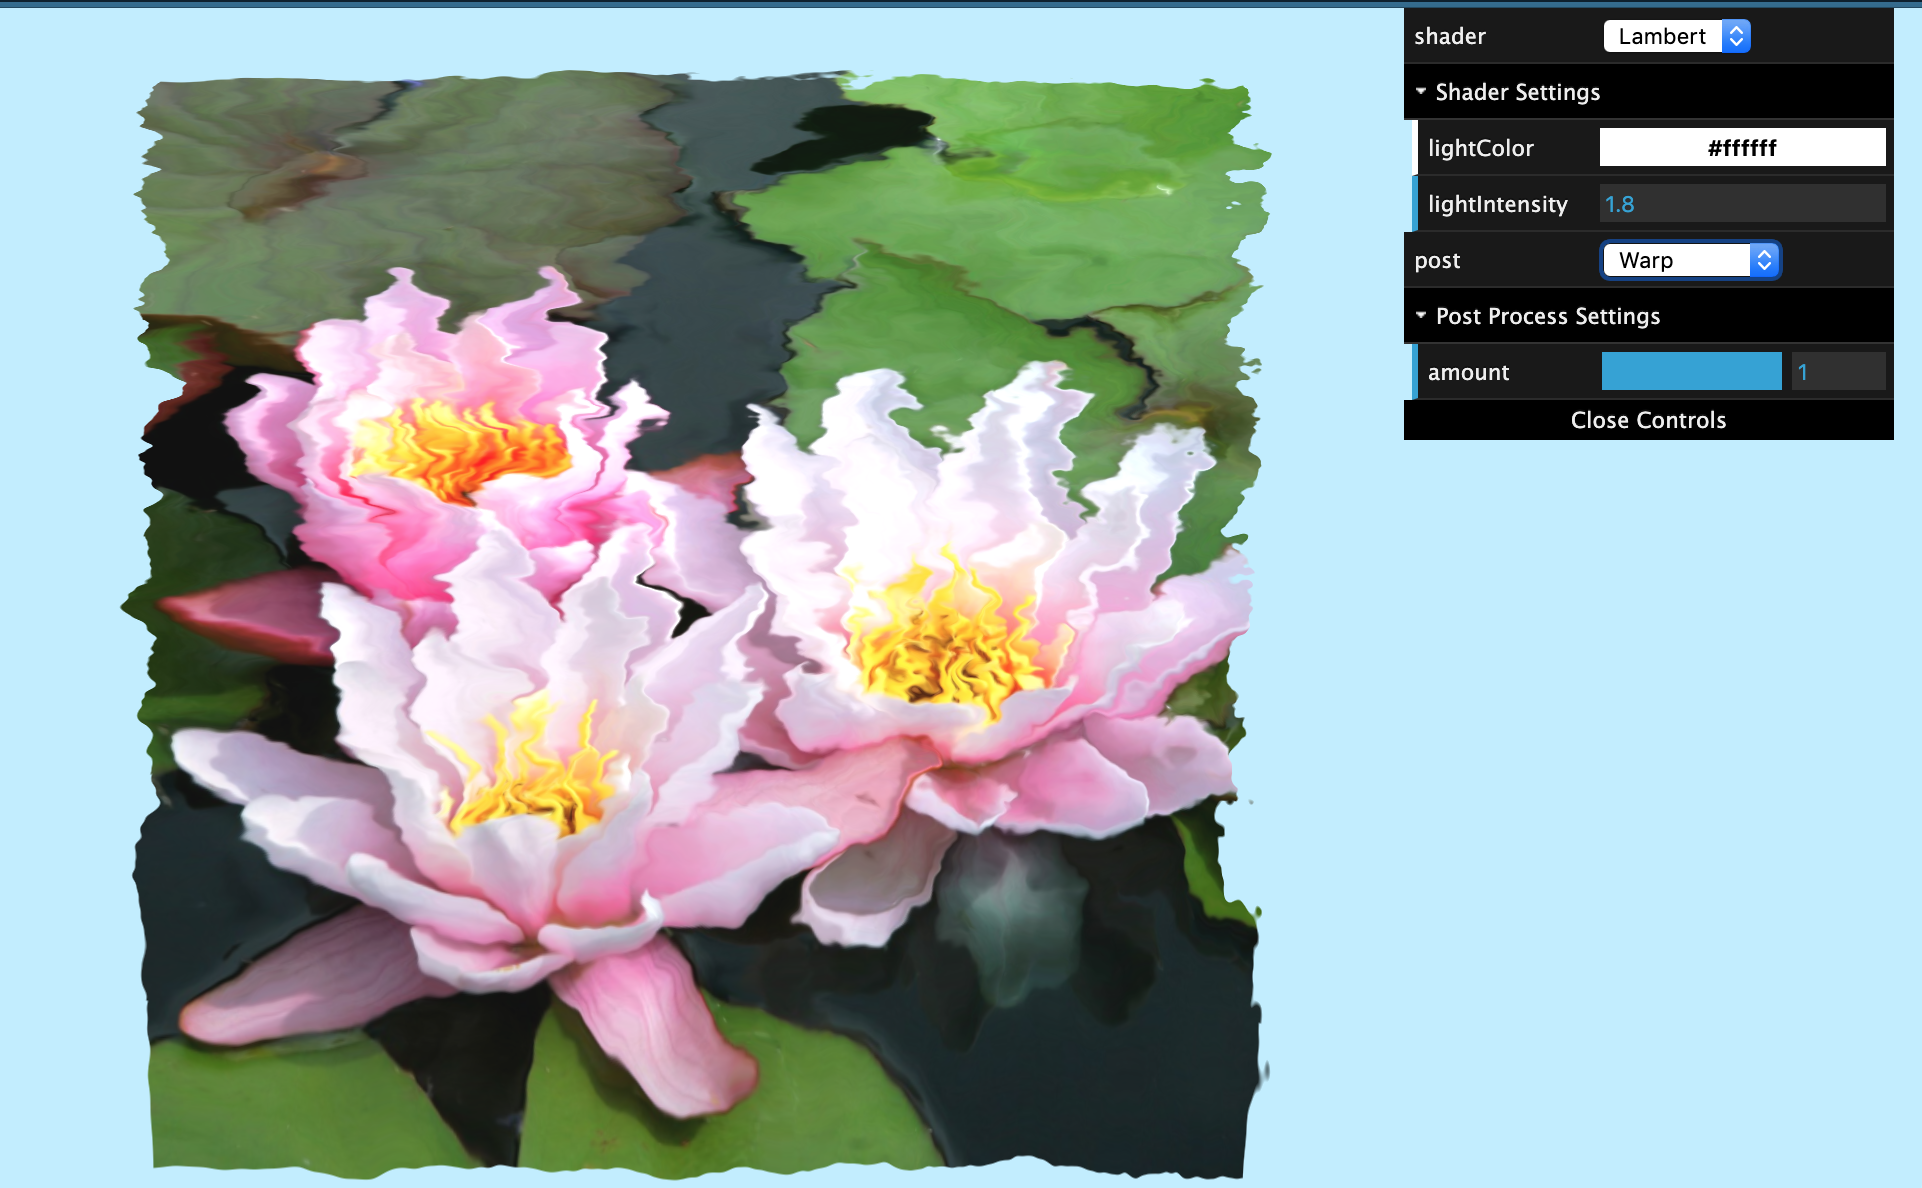 shader Lambert
Shader Settings
lightColor #ffffff
lightIntensity 1.8
post Warp
Post Process Settings
amount 1
Close Controls